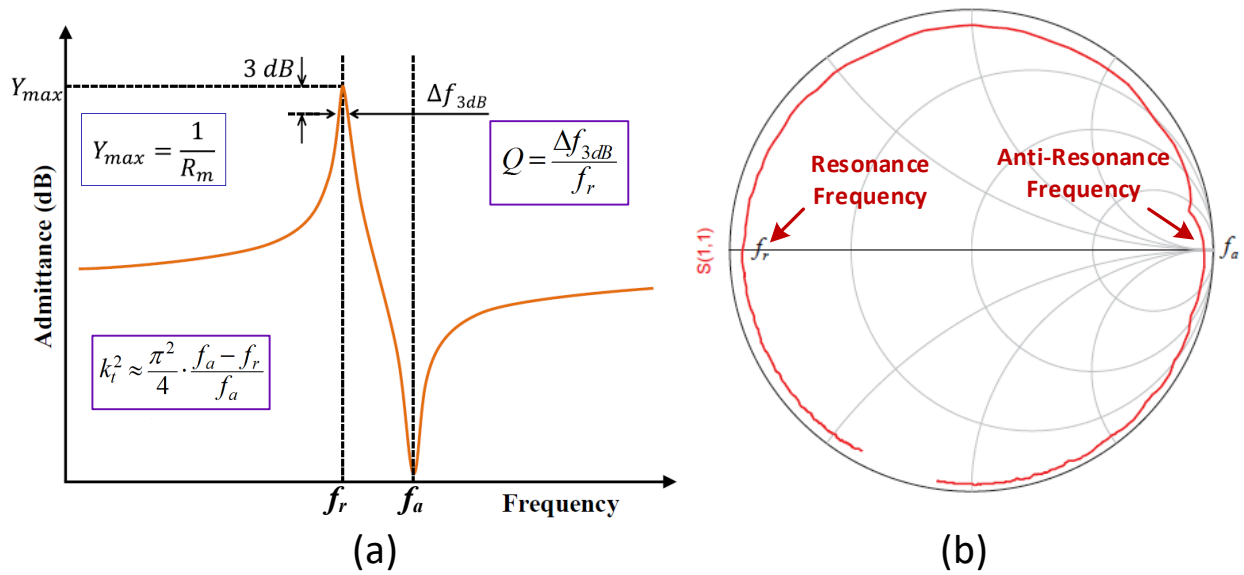 3 dB
Y_max
Δf_3dB
Y_max = 1/R_m
Q = Δf_3dB/f_r
Admittance (dB)
k_t^2 ≈ π^2/4 · (f_a − f_r)/f_a
f_r
f_a
Frequency
(a)
Resonance
Frequency
Anti-Resonance
Frequency
S(1,1)
f_r
f_a
(b)